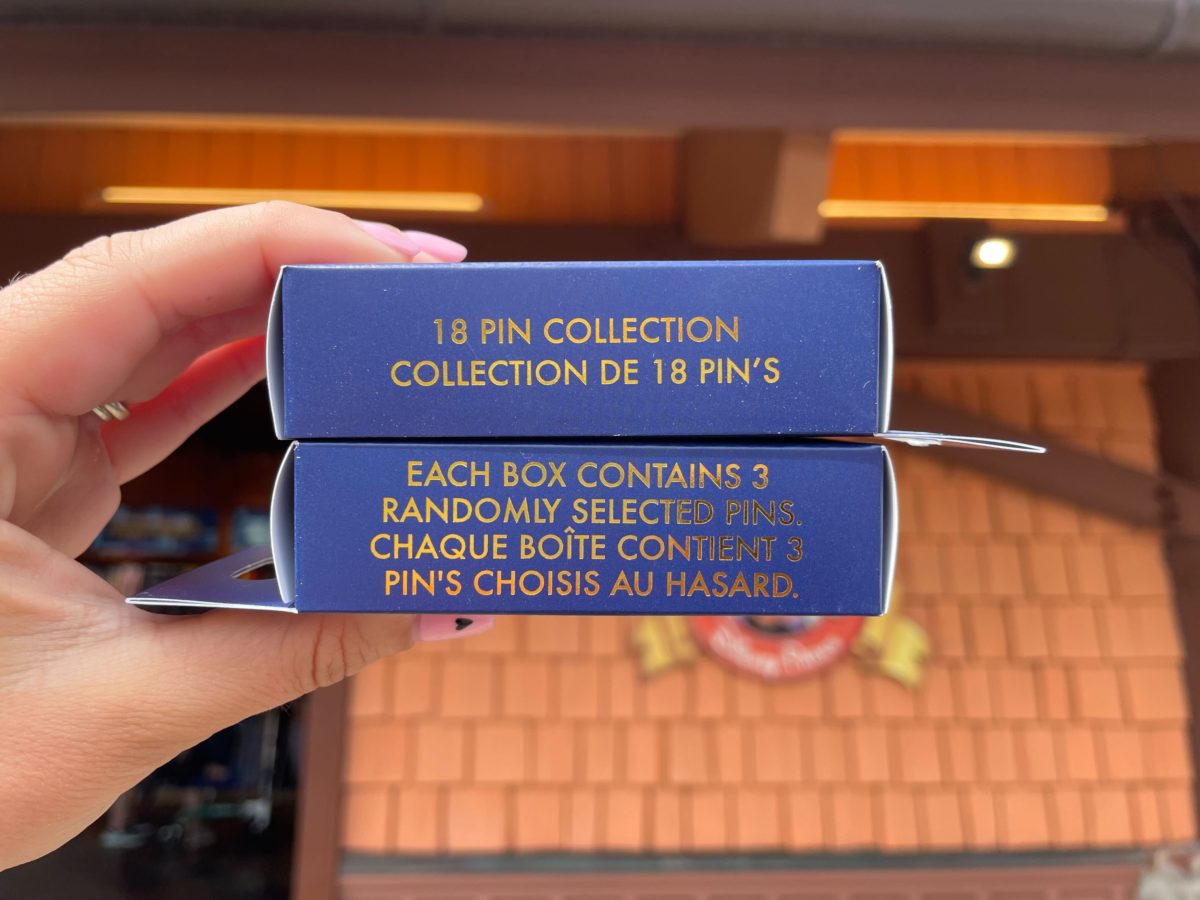 18 PIN COLLECTION
COLLECTION DE 18 PIN’S
EACH BOX CONTAINS 3
RANDOMLY SELECTED PINS.
CHAQUE BOÎTE CONTIENT 3
PIN'S CHOISIS AU HASARD.